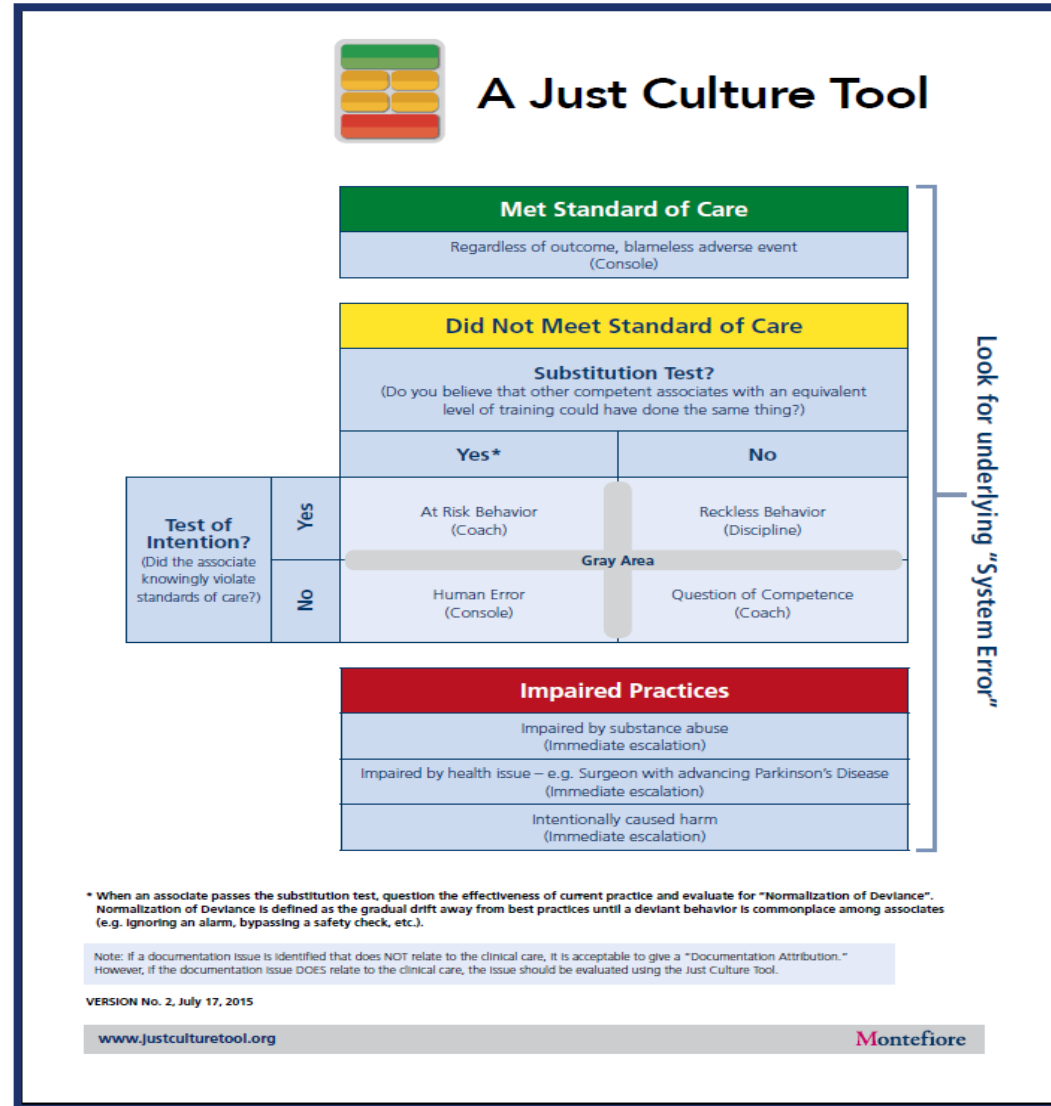 A Just Culture Tool
Met Standard of Care
Regardless of outcome, blameless adverse event
(Console)
Did Not Meet Standard of Care
Substitution Test?
(Do you believe that other competent associates with an equivalent
level of training could have done the same thing?)
Yes*
No
Test of
Intention?
(Did the associate
knowingly violate
standards of care?)
Yes
At Risk Behavior
(Coach)
Reckless Behavior
(Discipline)
Gray Area
No
Human Error
(Console)
Question of Competence
(Coach)
Look for underlying "System Error"
Impaired Practices
Impaired by substance abuse
(Immediate escalation)
Impaired by health issue – e.g. Surgeon with advancing Parkinson's Disease
(Immediate escalation)
Intentionally caused harm
(Immediate escalation)
* When an associate passes the substitution test, question the effectiveness of current practice and evaluate for "Normalization of Deviance".
Normalization of Deviance is defined as the gradual drift away from best practices until a deviant behavior is commonplace among associates
(e.g. ignoring an alarm, bypassing a safety check, etc.).
Note: If a documentation issue is identified that does NOT relate to the clinical care, it is acceptable to give a "Documentation Attribution."
However, if the documentation issue DOES relate to the clinical care, the issue should be evaluated using the Just Culture Tool.
VERSION No. 2, July 17, 2015
www.justculturetool.org
Montefiore